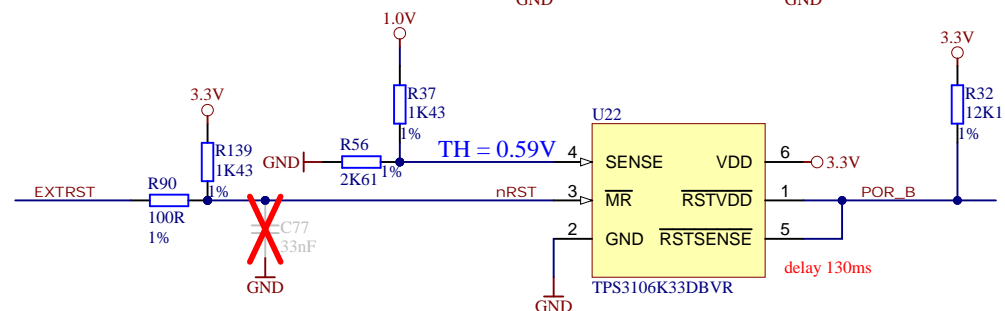 GND
GND
1.0V
3.3V
3.3V
R37
1K43
1%
R32
12K1
1%
U22
R139
1K43
1%
R56
2K61
1%
GND
TH = 0.59V
4
SENSE
VDD
6
3.3V
EXTRST
R90
100R
1%
nRST
3
MR
RSTVDD
1
POR_B
C77
33nF
GND
2
GND
RSTSENSE
5
delay 130ms
TPS3106K33DBVR
GND